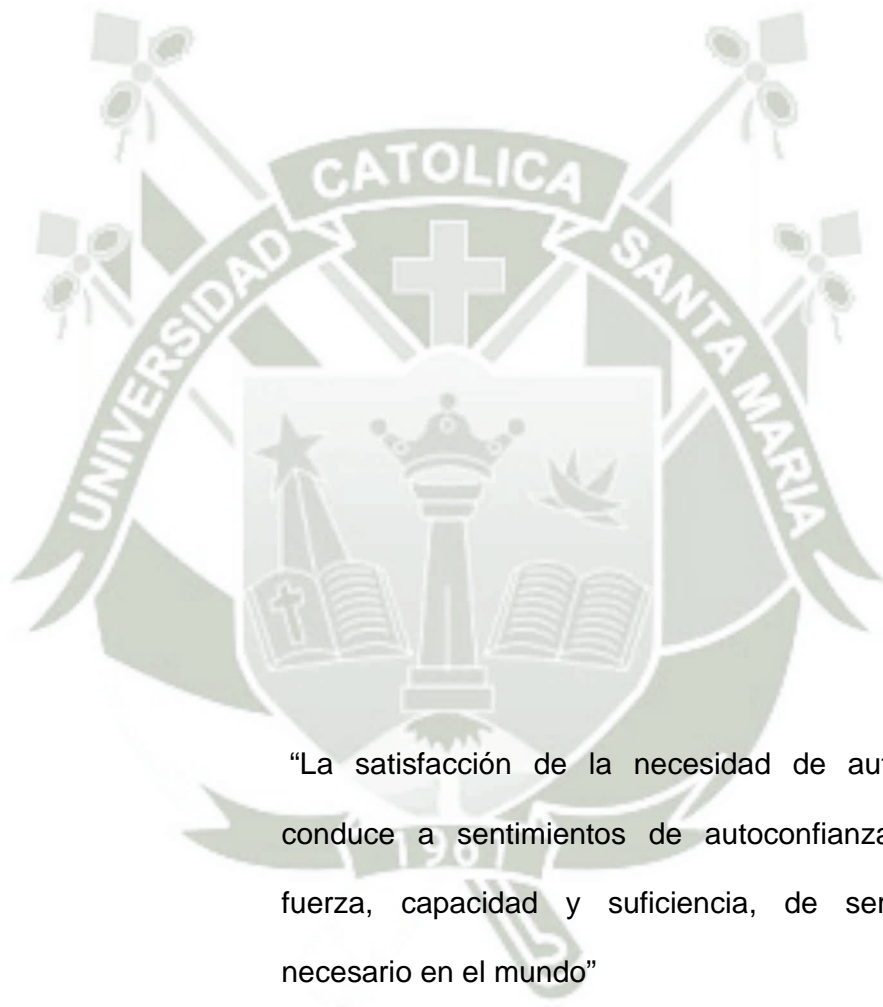 UNIVERSIDAD CATOLICA SANTA MARIA
“La satisfacción de la necesidad de
conduce a sentimientos de
fuerza, capacidad y suficiencia, de
necesario en el mundo”